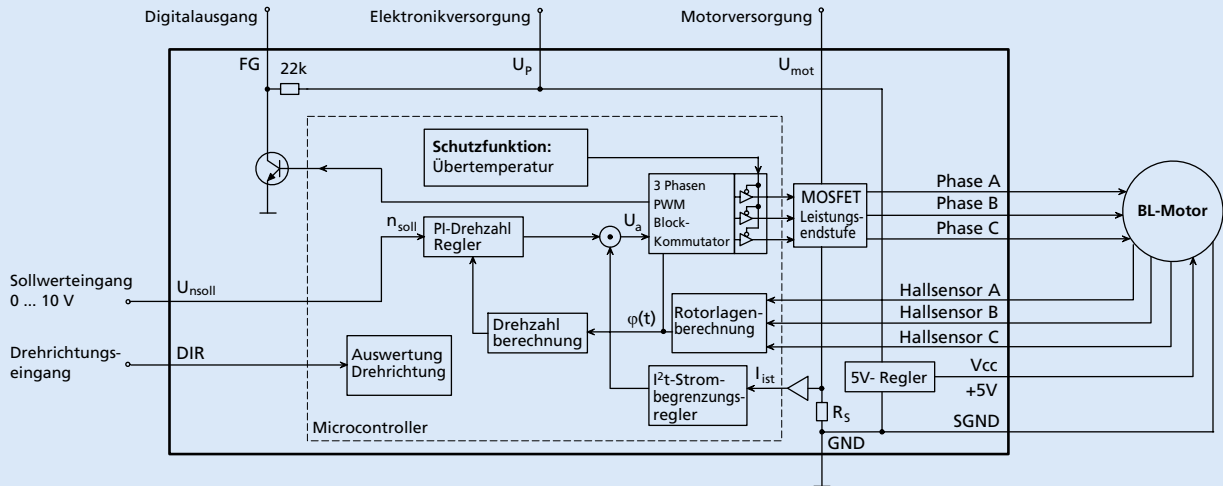 Digitalausgang
Elektronikversorgung
Motorversorgung
FG
22k
U_P
U_mot
Schutzfunktion:
Übertemperatur
3 Phasen
PWM
Block-
Kommutator
MOSFET
Leistungs-
endstufe
Phase A
Phase B
Phase C
BL-Motor
n_soll
PI-Drehzahl
Regler
U_a
Sollwerteingang
0 ... 10 V
U_nsoll
Drehzahl
berechnung
φ(t)
Rotorlagen-
berechnung
Hallsensor A
Hallsensor B
Hallsensor C
Drehrichtungs-
eingang
DIR
Auswertung
Drehrichtung
I²t-Strom-
begrenzungs-
regler
I_ist
R_S
5V- Regler
Vcc
+5V
SGND
GND
Microcontroller